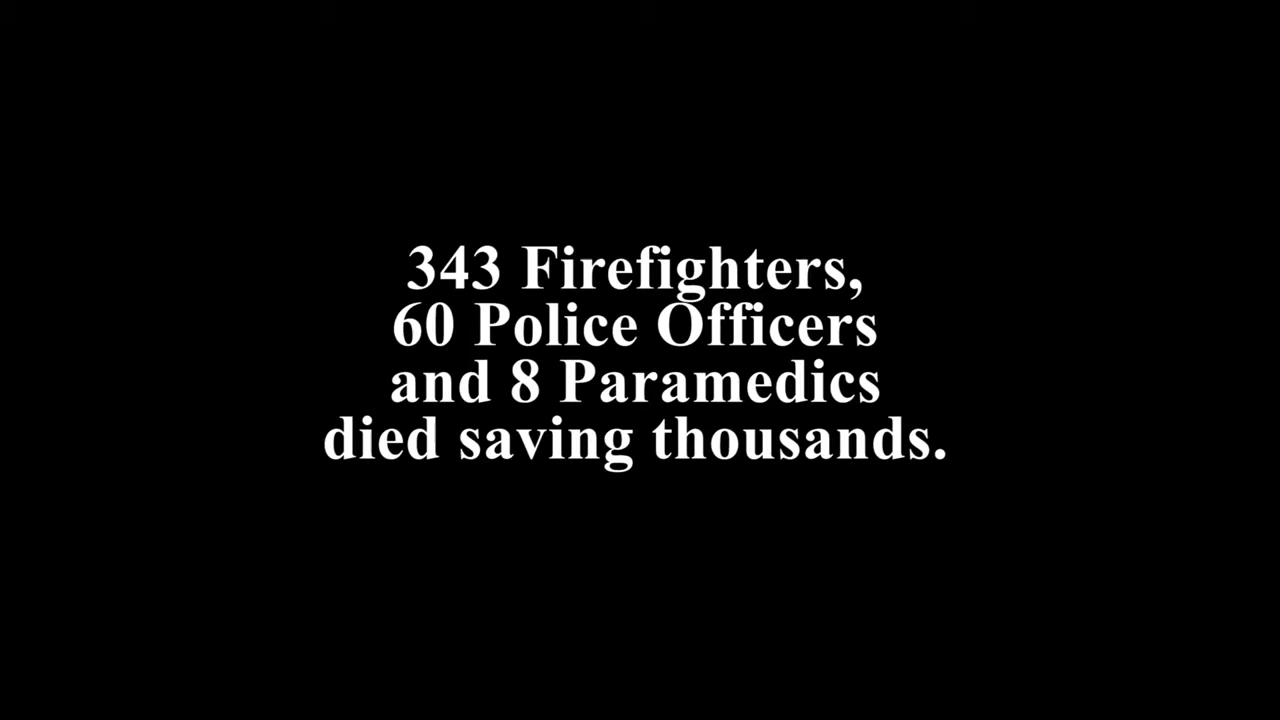 343 Firefighters,
60 Police Officers
and 8 Paramedics
died saving thousands.